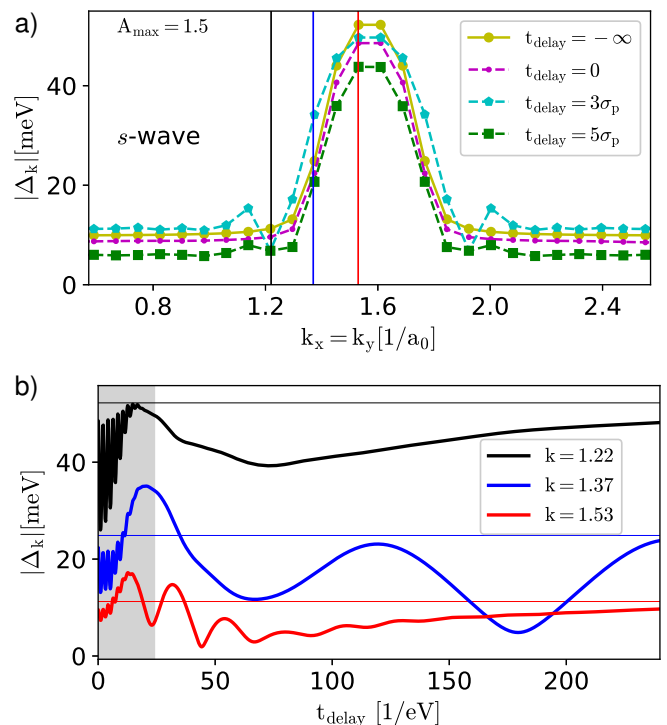 a)
A_max = 1.5
s-wave
t_delay = −∞
t_delay = 0
t_delay = 3σ_p
t_delay = 5σ_p
|Δ_k| [meV]
40
20
0
0.8 1.2 1.6 2.0 2.4
k_x = k_y [1/a_0]
b)
k = 1.22
k = 1.37
k = 1.53
|Δ_k| [meV]
40
20
0
0 50 100 150 200
t_delay [1/eV]